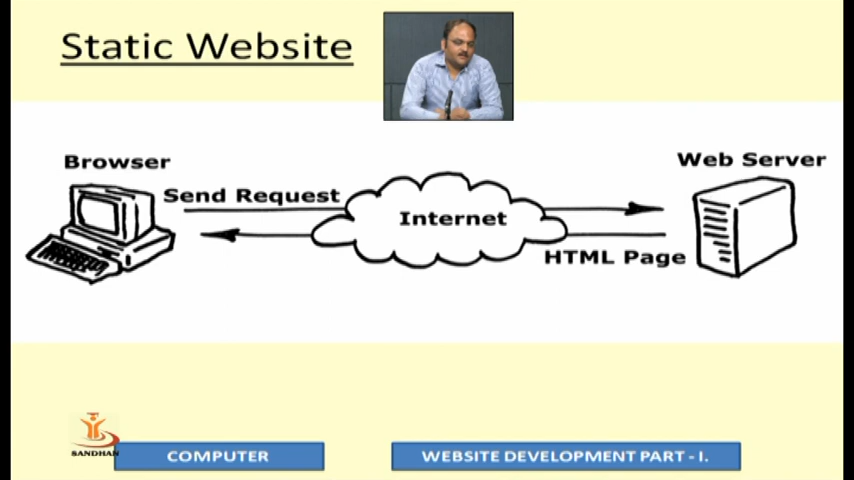 Static Website
Browser
Web Server
Send Request
Internet
HTML Page
SANDHAN
COMPUTER
WEBSITE DEVELOPMENT PART - I.